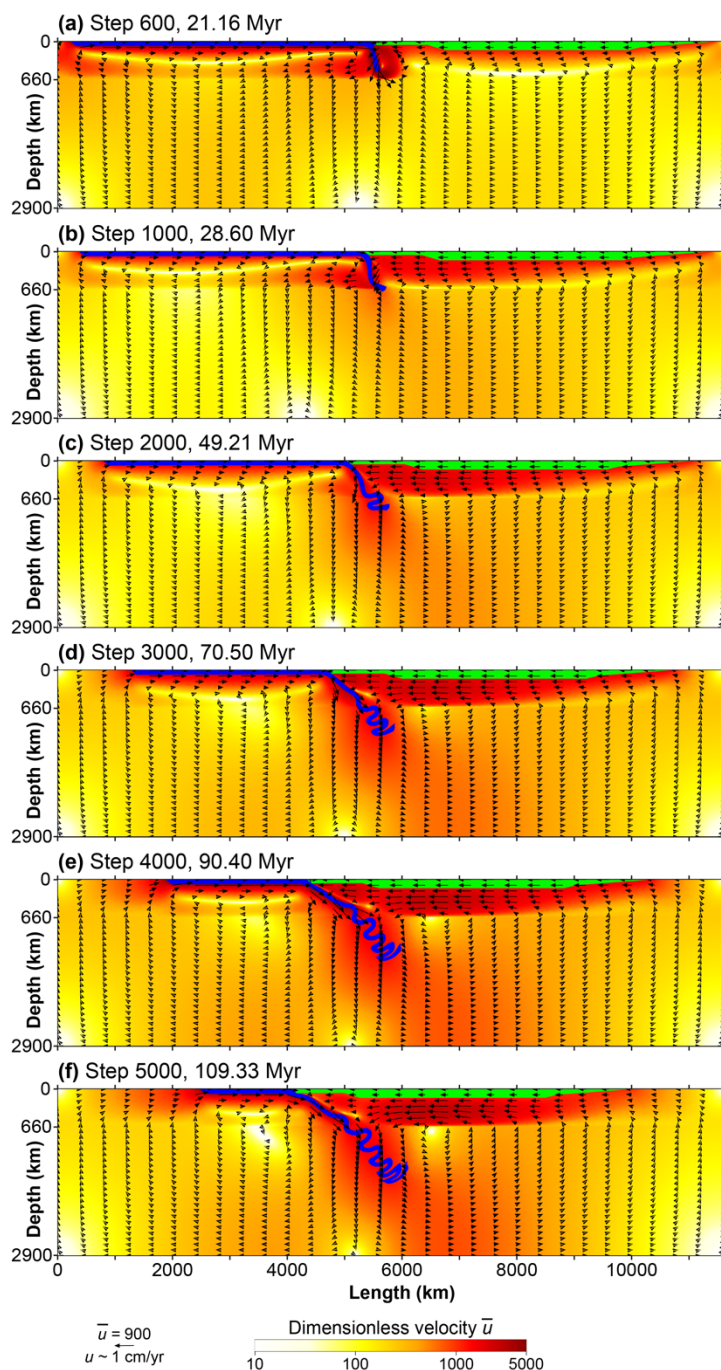 (a) Step 600, 21.16 Myr
0
660
Depth (km)
2900
(b) Step 1000, 28.60 Myr
0
660
Depth (km)
2900
(c) Step 2000, 49.21 Myr
0
660
Depth (km)
2900
(d) Step 3000, 70.50 Myr
0
660
Depth (km)
2900
(e) Step 4000, 90.40 Myr
0
660
Depth (km)
2900
(f) Step 5000, 109.33 Myr
0
660
Depth (km)
2900
0 2000 4000 6000 8000 10000
Length (km)
u̅ = 900
u ~ 1 cm/yr
Dimensionless velocity u̅
10 100 1000 5000